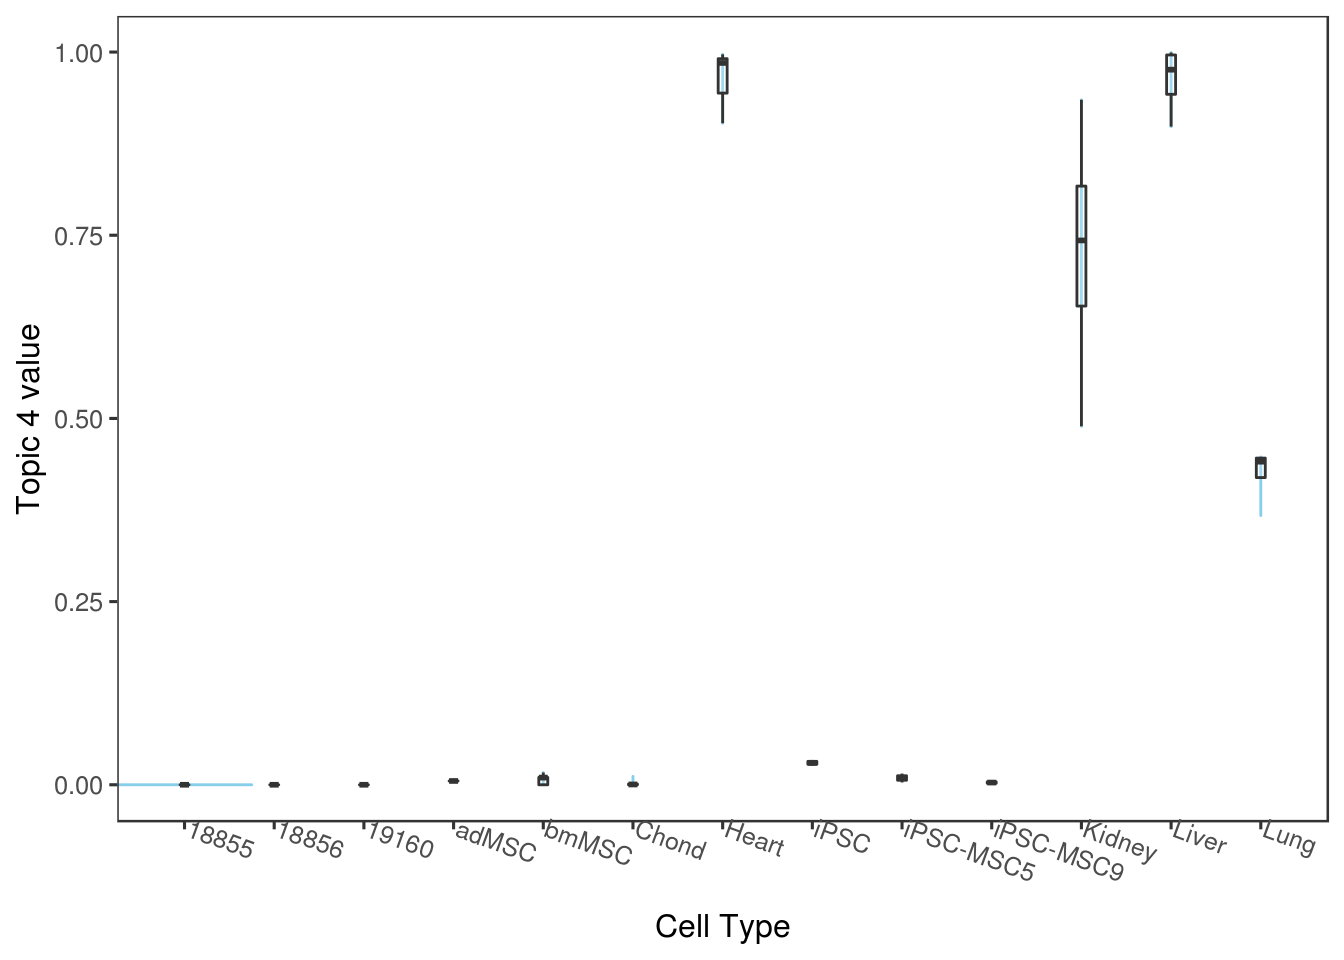 1.00
0.75
0.50
0.25
0.00
Topic 4 value
18855
18856
19160
adMSC
bmMSC
Chond
Heart
iPSC
iPSC-MSC5
iPSC-MSC9
Kidney
Liver
Lung
Cell Type